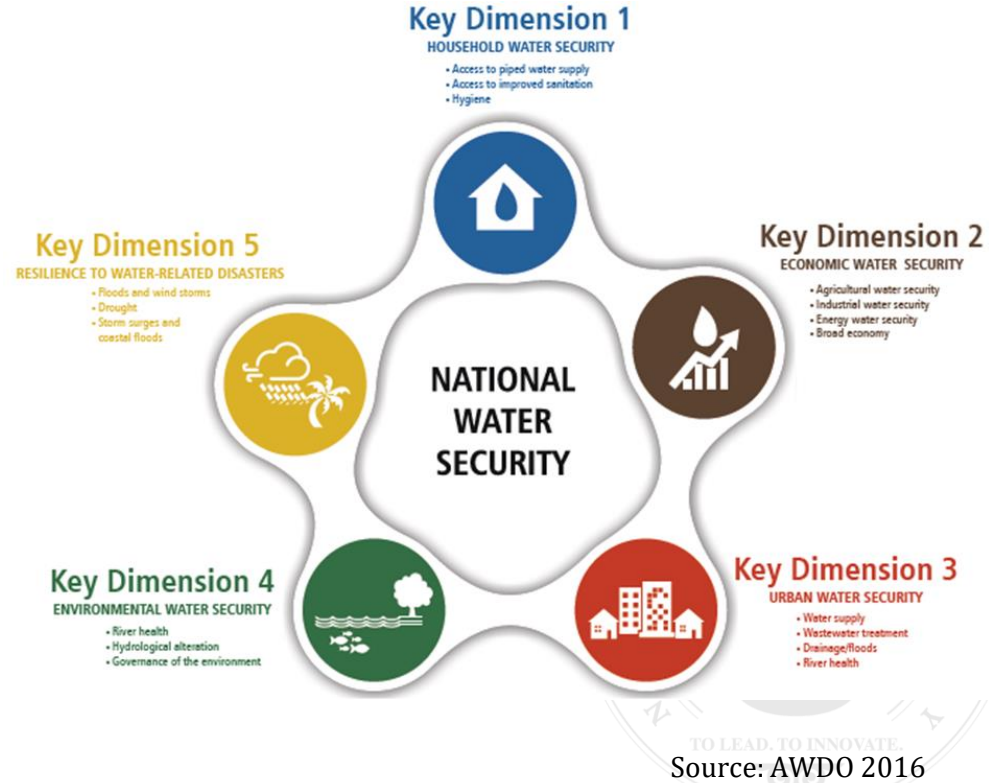 Key Dimension 1
HOUSEHOLD WATER SECURITY
• Access to piped water supply
• Access to improved sanitation
• Hygiene
Key Dimension 2
ECONOMIC WATER SECURITY
• Agricultural water security
• Industrial water security
• Energy water security
• Broad economy
Key Dimension 5
RESILIENCE TO WATER-RELATED DISASTERS
• Floods and wind storms
• Drought
• Storm surges and
coastal floods
NATIONAL
WATER
SECURITY
Key Dimension 3
URBAN WATER SECURITY
• Water supply
• Wastewater treatment
• Drainage/floods
• River health
Key Dimension 4
ENVIRONMENTAL WATER SECURITY
• River health
• Hydrological alteration
• Governance of the environment
TO LEAD. TO INNOVATE.
Source: AWDO 2016